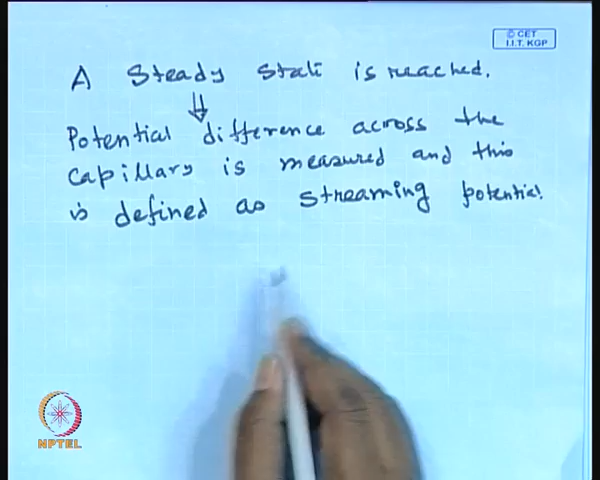 © CET
I.I.T. KGP
A steady state is reached.
⇓
Potential difference across the
capillary is measured and this
is defined as streaming potential.
NPTEL